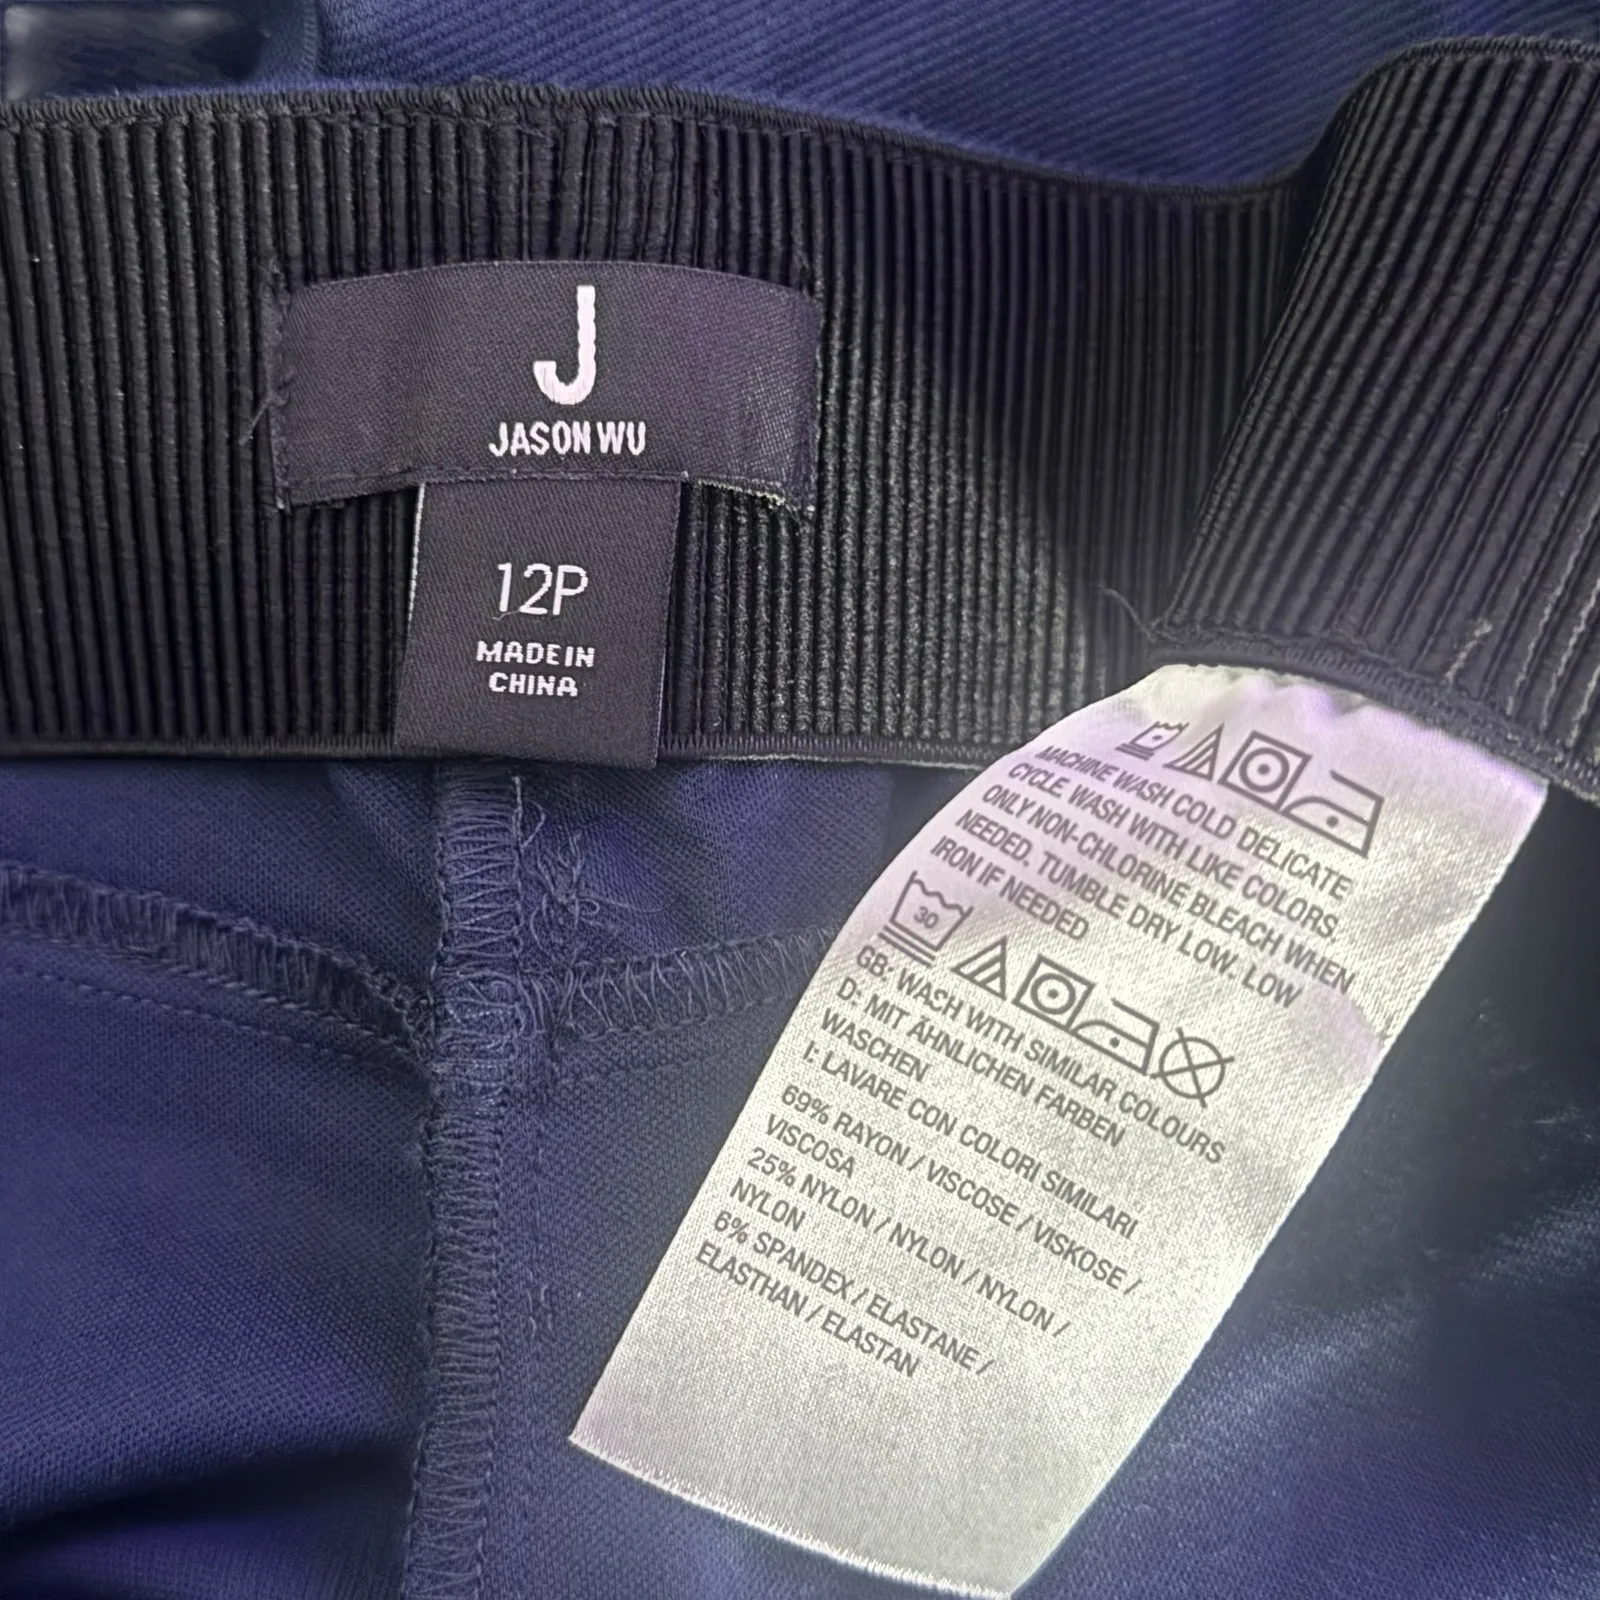 J
JASON WU
12P
MADE IN
CHINA
MACHINE WASH COLD DELICATE
CYCLE. WASH WITH LIKE COLORS.
ONLY NON-CHLORINE BLEACH WHEN
NEEDED. TUMBLE DRY LOW. LOW
IRON IF NEEDED
30
GB: WASH WITH SIMILAR COLOURS
D: MIT ÄHNLICHEN FARBEN
WASCHEN
I: LAVARE CON COLORI SIMILARI
69% RAYON / VISCOSE / VISKOSE /
VISCOSA
25% NYLON / NYLON / NYLON /
NYLON
6% SPANDEX / ELASTANE /
ELASTHAN / ELASTAN